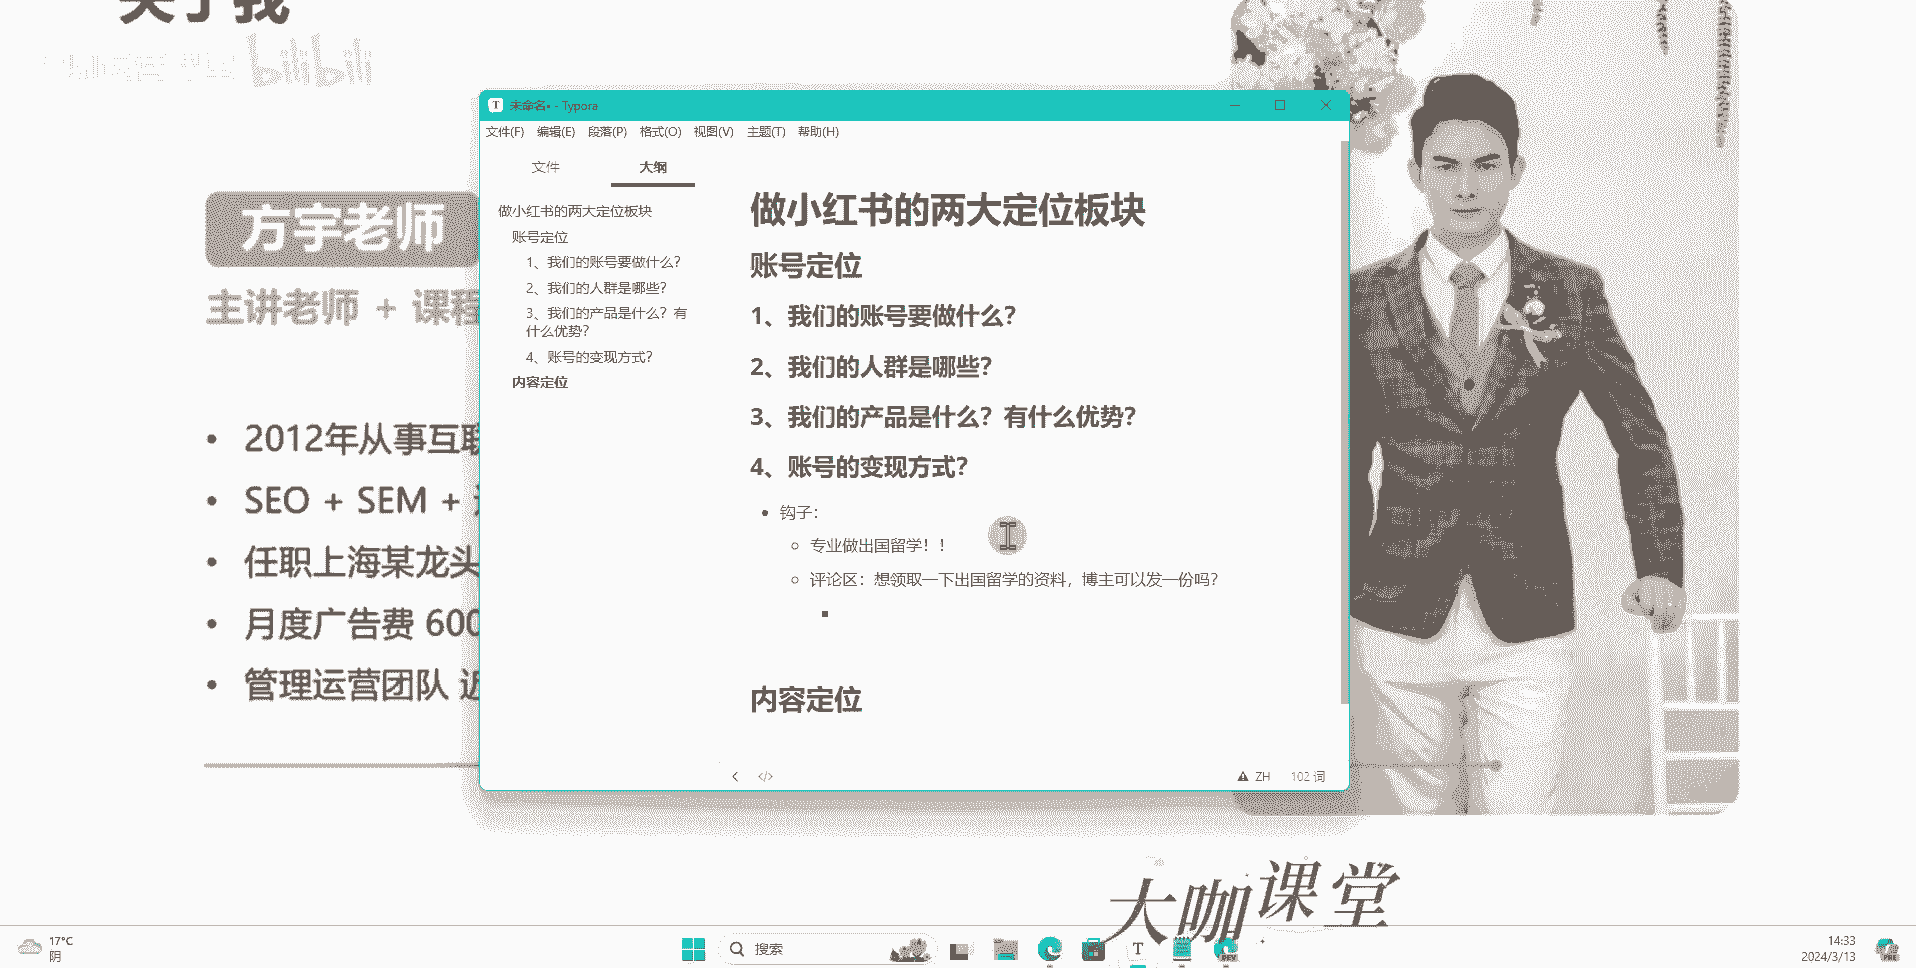 关于我
bilibili
方宇老师
主讲老师 + 课程
• 2012年从事互联
• SEO + SEM +
• 任职上海某龙头
• 月度广告费 600
• 管理运营团队 近
未命名• - Typora
文件(F) 编辑(E) 段落(P) 格式(O) 视图(V) 主题(T) 帮助(H)
文件 大纲
做小红书的两大定位板块
账号定位
1、我们的账号要做什么？
2、我们的人群是哪些？
3、我们的产品是什么？有
什么优势？
4、账号的变现方式？
内容定位
做小红书的两大定位板块
账号定位
1、我们的账号要做什么？
2、我们的人群是哪些？
3、我们的产品是什么？有什么优势？
4、账号的变现方式？
钩子：
专业做出国留学！！
评论区：想领取一下出国留学的资料，博主可以发一份吗？
内容定位
</> ZH 102 词
大咖课堂
17°C
阴
搜索
T
DEV
14:33
2024/3/13
PRE